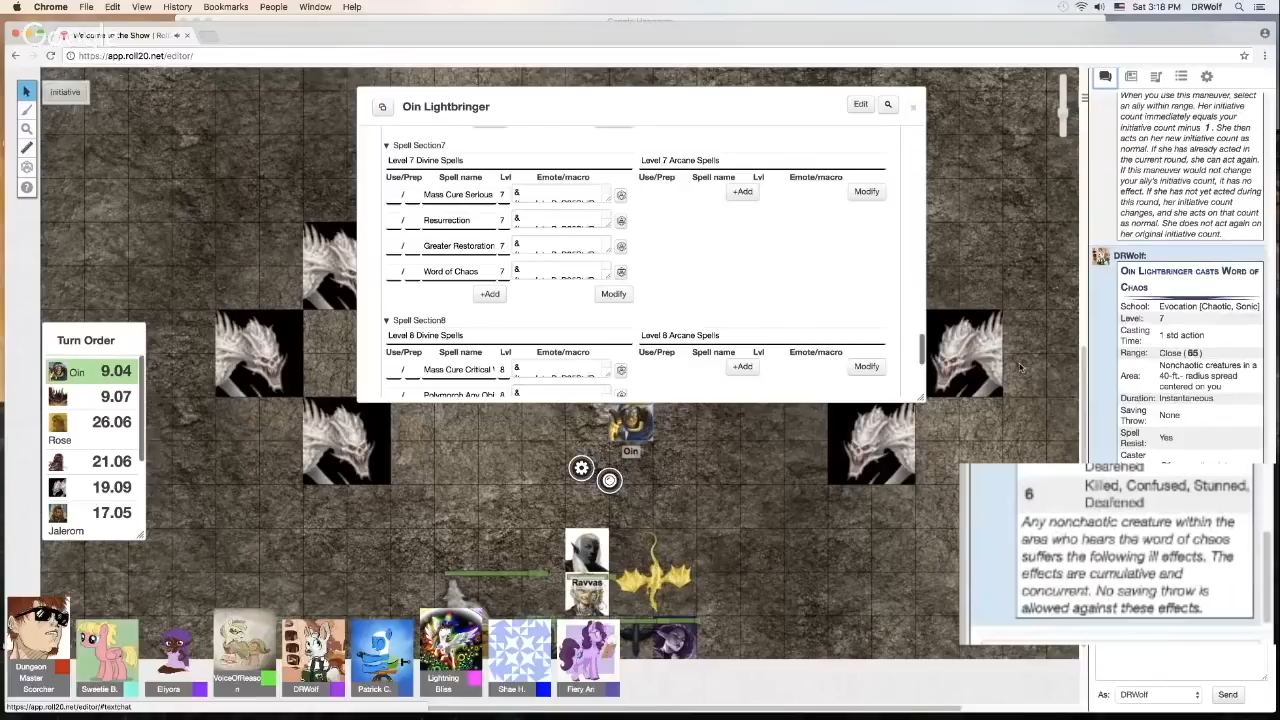 Chrome File Edit View History Bookmarks People Window Help
Sat 3:18 PM DRWolf
Welcome to the Show | Roll
https://app.roll20.net/editor/
initiative
Oin Lightbringer
Edit
Spell Section7
Level 7 Divine Spells
Level 7 Arcane Spells
Use/Prep Spell name Lvl Emote/macro
Use/Prep Spell name Lvl Emote/macro
/ Mass Cure Serious 7 &
+Add
Modify
/ Resurrection 7 &
/ Greater Restoration 7 &
/ Word of Chaos 7 &
+Add
Modify
Spell Section8
Level 8 Divine Spells
Level 8 Arcane Spells
Use/Prep Spell name Lvl Emote/macro
Use/Prep Spell name Lvl Emote/macro
/ Mass Cure Critical 8 &
+Add
Modify
/ Polymorph Any Obj 8 &
Turn Order
Oin 9.04
9.07
26.06
Rose
21.06
19.09
17.05
Jalerom
Oin
Ravvas
When you use this maneuver, select
an ally within range. Her initiative
count immediately equals your
initiative count minus 1. She then
acts on her new initiative count as
normal. If she has already acted in
the current round, she can act again.
If this maneuver would not change
your ally's initiative count, it has no
effect. If she has not yet acted during
this round, her initiative count
changes, and she acts on that count
as normal. She does not act again on
her original initiative count.
DRWolf:
Oin Lightbringer casts Word of
Chaos
School: Evocation [Chaotic, Sonic]
Level: 7
Casting
Time: 1 std action
Range: Close (65)
Area: Nonchaotic creatures in a
40-ft.- radius spread
centered on you
Duration: Instantaneous
Saving
Throw: None
Spell
Resist: Yes
Caster
Deafened
6 Killed, Confused, Stunned,
Deafened
Any nonchaotic creature within the
area who hears the word of chaos
suffers the following ill effects. The
effects are cumulative and
concurrent. No saving throw is
allowed against these effects.
Dungeon
Master
Scorcher
Sweetie B.
Eliyora
VoiceOfReaso
n
DRWolf
Patrick C.
Lightning
Bliss
Shae H.
Fiery An
As: DRWolf
Send
https://app.roll20.net/editor/#textchat